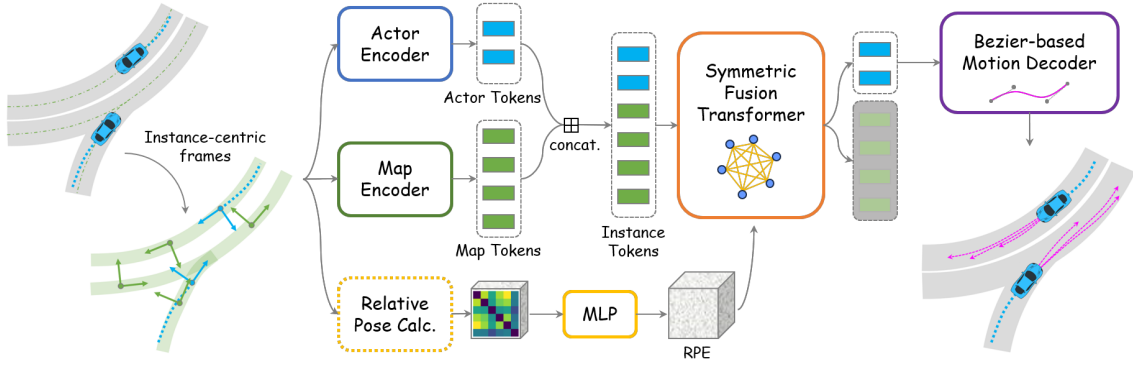 Instance-centric
frames
Actor
Encoder
Actor Tokens
Map
Encoder
Map Tokens
concat.
Instance
Tokens
Relative
Pose Calc.
MLP
RPE
Symmetric
Fusion
Transformer
Bezier-based
Motion Decoder